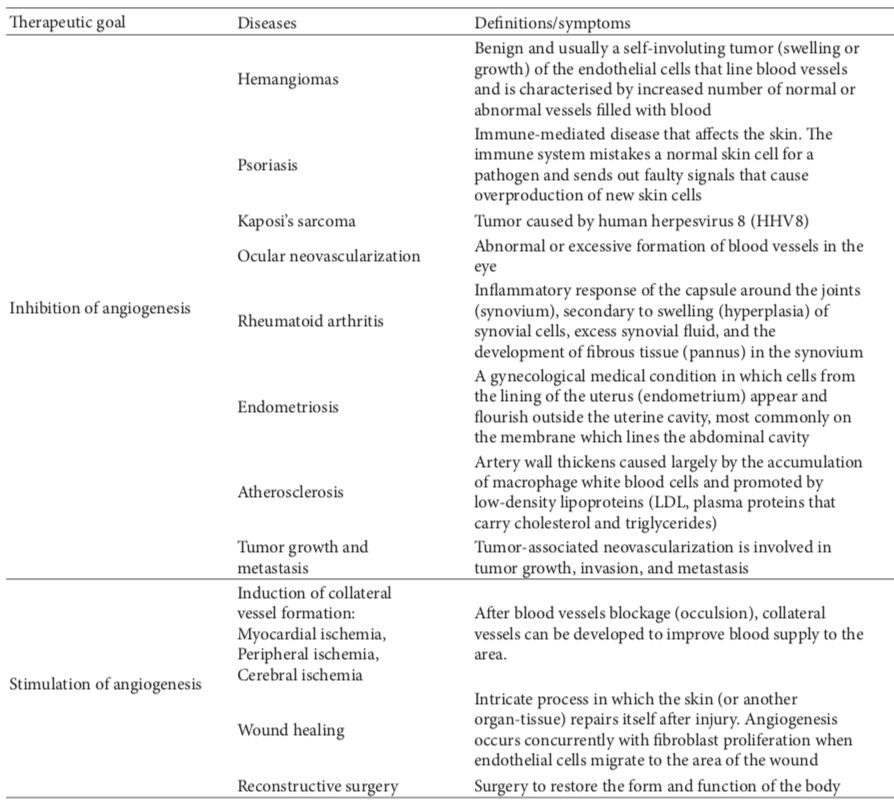 Therapeutic goal Diseases Definitions/symptoms
Benign and usually a self-involuting tumor (swelling or
growth) of the endothelial cells that line blood vessels
Hemangiomas
and is characterised by increased number of normal or
abnormal vessels filled with blood
Immune-mediated disease that affects the skin. The
immune system mistakes a normal skin cell for a
Psoriasis
pathogen and sends out faulty signals that cause
overproduction of new skin cells
Kaposi's sarcoma Tumor caused by human herpesvirus 8 (HHV8)
Ocular neovascularization
Abnormal or excessive formation of blood vessels in the
eye
Inhibition of angiogenesis
Inflammatory response of the capsule around the joints
(synovium), secondary to swelling (hyperplasia) of
Rheumatoid arthritis
synovial cells, excess synovial fluid, and the
development of fibrous tissue (pannus) in the synovium
A gynecological medical condition in which cells from
the lining of the uterus (endometrium) appear and
Endometriosis
flourish outside the uterine cavity, most commonly on
the membrane which lines the abdominal cavity
Artery wall thickens caused largely by the accumulation
of macrophage white blood cells and promoted by
Atherosclerosis
low-density lipoproteins (LDL, plasma proteins that
carry cholesterol and triglycerides)
Tumor growth and
metastasis
Tumor-associated neovascularization is involved in
tumor growth, invasion, and metastasis
Stimulation of angiogenesis
Induction of collateral
vessel formation:
Myocardial ischemia,
Peripheral ischemia,
Cerebral ischemia
After blood vessels blockage (occulsion), collateral
vessels can be developed to improve blood supply to the
area.
Wound healing
Intricate process in which the skin (or another
organ-tissue) repairs itself after injury. Angiogenesis
occurs concurrently with fibroblast proliferation when
endothelial cells migrate to the area of the wound
Reconstructive surgery Surgery to restore the form and function of the body